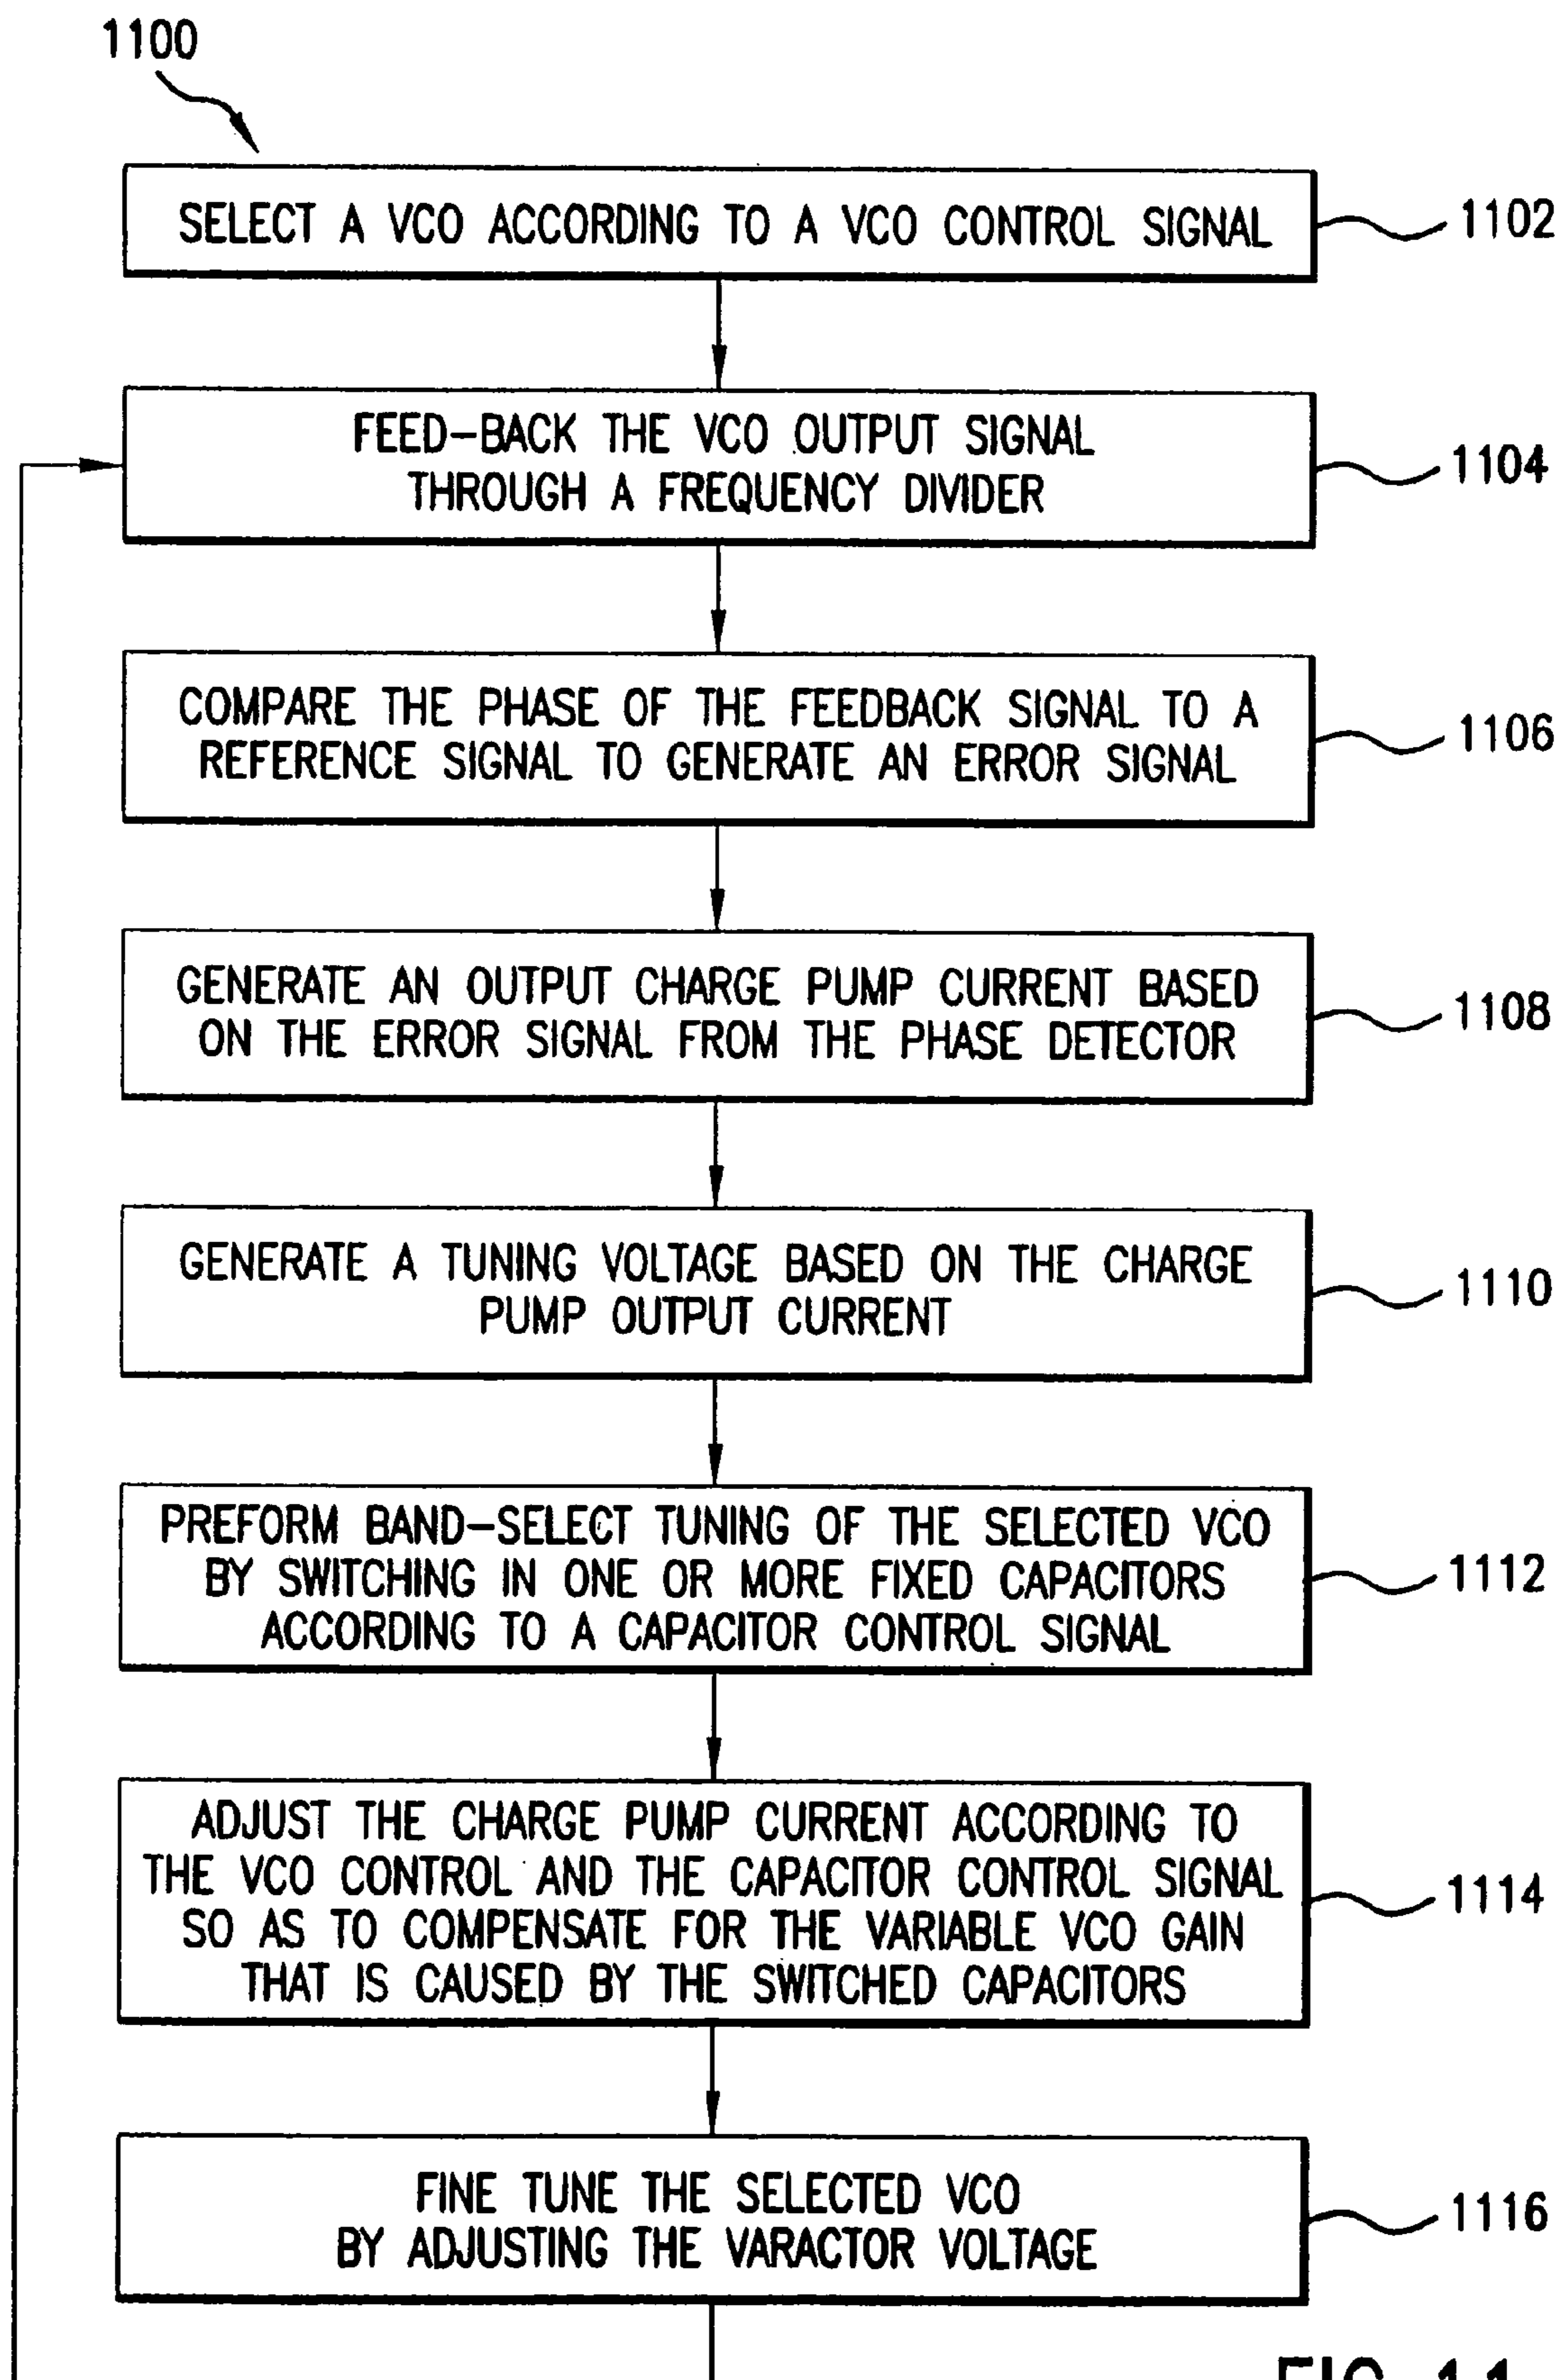 1100
SELECT A VCO ACCORDING TO A VCO CONTROL SIGNAL
1102
FEED-BACK THE VCO OUTPUT SIGNAL
THROUGH A FREQUENCY DIVIDER
1104
COMPARE THE PHASE OF THE FEEDBACK SIGNAL TO A
REFERENCE SIGNAL TO GENERATE AN ERROR SIGNAL
1106
GENERATE AN OUTPUT CHARGE PUMP CURRENT BASED
ON THE ERROR SIGNAL FROM THE PHASE DETECTOR
1108
GENERATE A TUNING VOLTAGE BASED ON THE CHARGE
PUMP OUTPUT CURRENT
1110
PREFORM BAND-SELECT TUNING OF THE SELECTED VCO
BY SWITCHING IN ONE OR MORE FIXED CAPACITORS
ACCORDING TO A CAPACITOR CONTROL SIGNAL
1112
ADJUST THE CHARGE PUMP CURRENT ACCORDING TO
THE VCO CONTROL AND THE CAPACITOR CONTROL SIGNAL
SO AS TO COMPENSATE FOR THE VARIABLE VCO GAIN
THAT IS CAUSED BY THE SWITCHED CAPACITORS
1114
FINE TUNE THE SELECTED VCO
BY ADJUSTING THE VARACTOR VOLTAGE
1116
FIG. 11